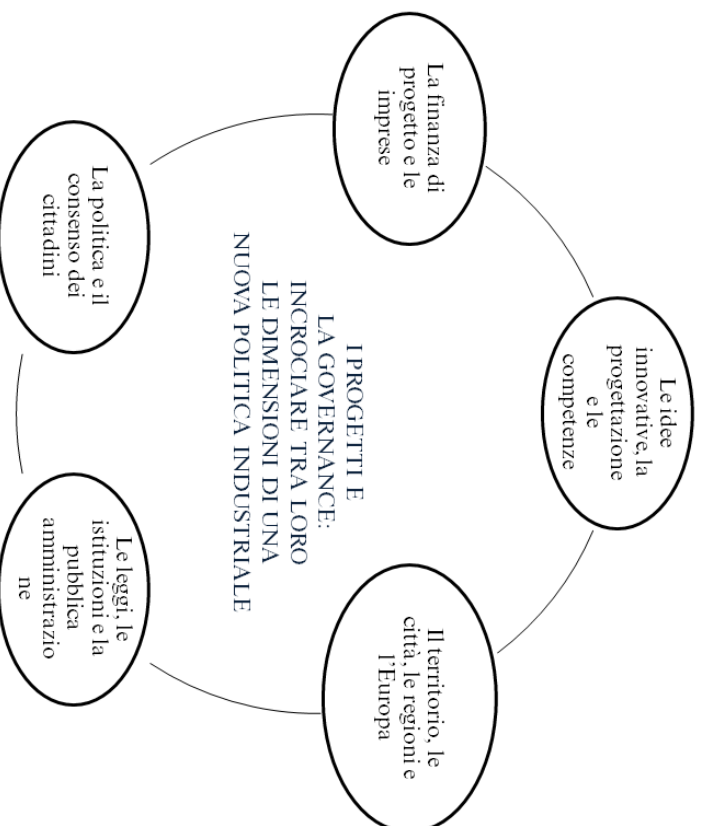 Le idee
innovative, la
progettazione
e le
competenze
La finanza di
progetto e le
imprese
Il territorio, le
città, le regioni e
l'Europa
I PROGETTI E
LA GOVERNANCE:
INCROCIARE TRA LORO
LE DIMENSIONI DI UNA
NUOVA POLITICA INDUSTRIALE
La politica e il
consenso dei
cittadini
Le leggi, le
istituzioni e la
pubblica
amministrazio
ne